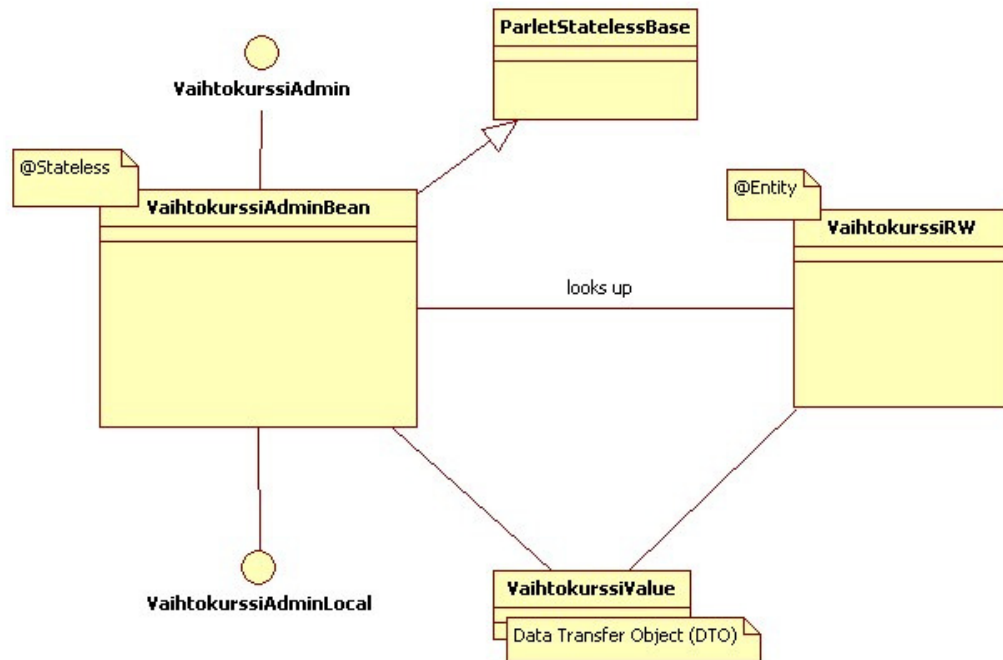 ParletStatelessBase
VaihtokurssiAdmin
@Stateless
VaihtokurssiAdminBean
@Entity
VaihtokurssiRW
looks up
VaihtokurssiAdminLocal
VaihtokurssiValue
Data Transfer Object (DTO)